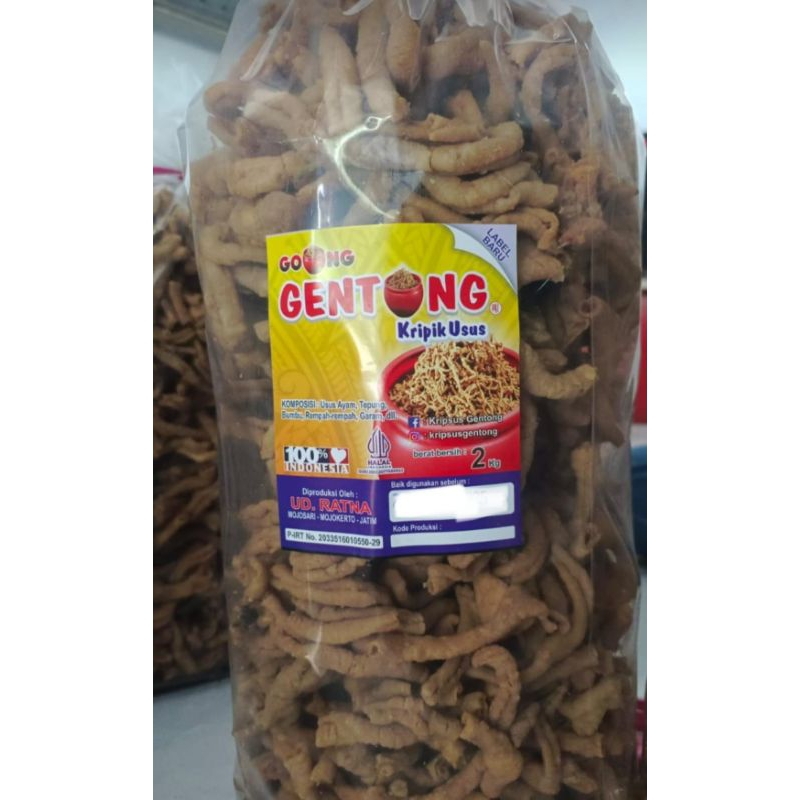 LABEL
BARU
GOONG
GENTONG
Kripik Usus
KOMPOSISI: Usus Ayam, Tepung,
Bumbu, Rempah-rempah, Garam, dll.
: Kripsus Gentong
: kripsusgentong
100%
INDONESIA
HALAL
INDONESIA
berat bersih : 2 Kg
Diproduksi Oleh :
UD. RATNA
MOJOSARI - MOJOKERTO - JATIM
P-IRT No. 2033516010550-29
Baik digunakan sebelum :
Kode Produksi :